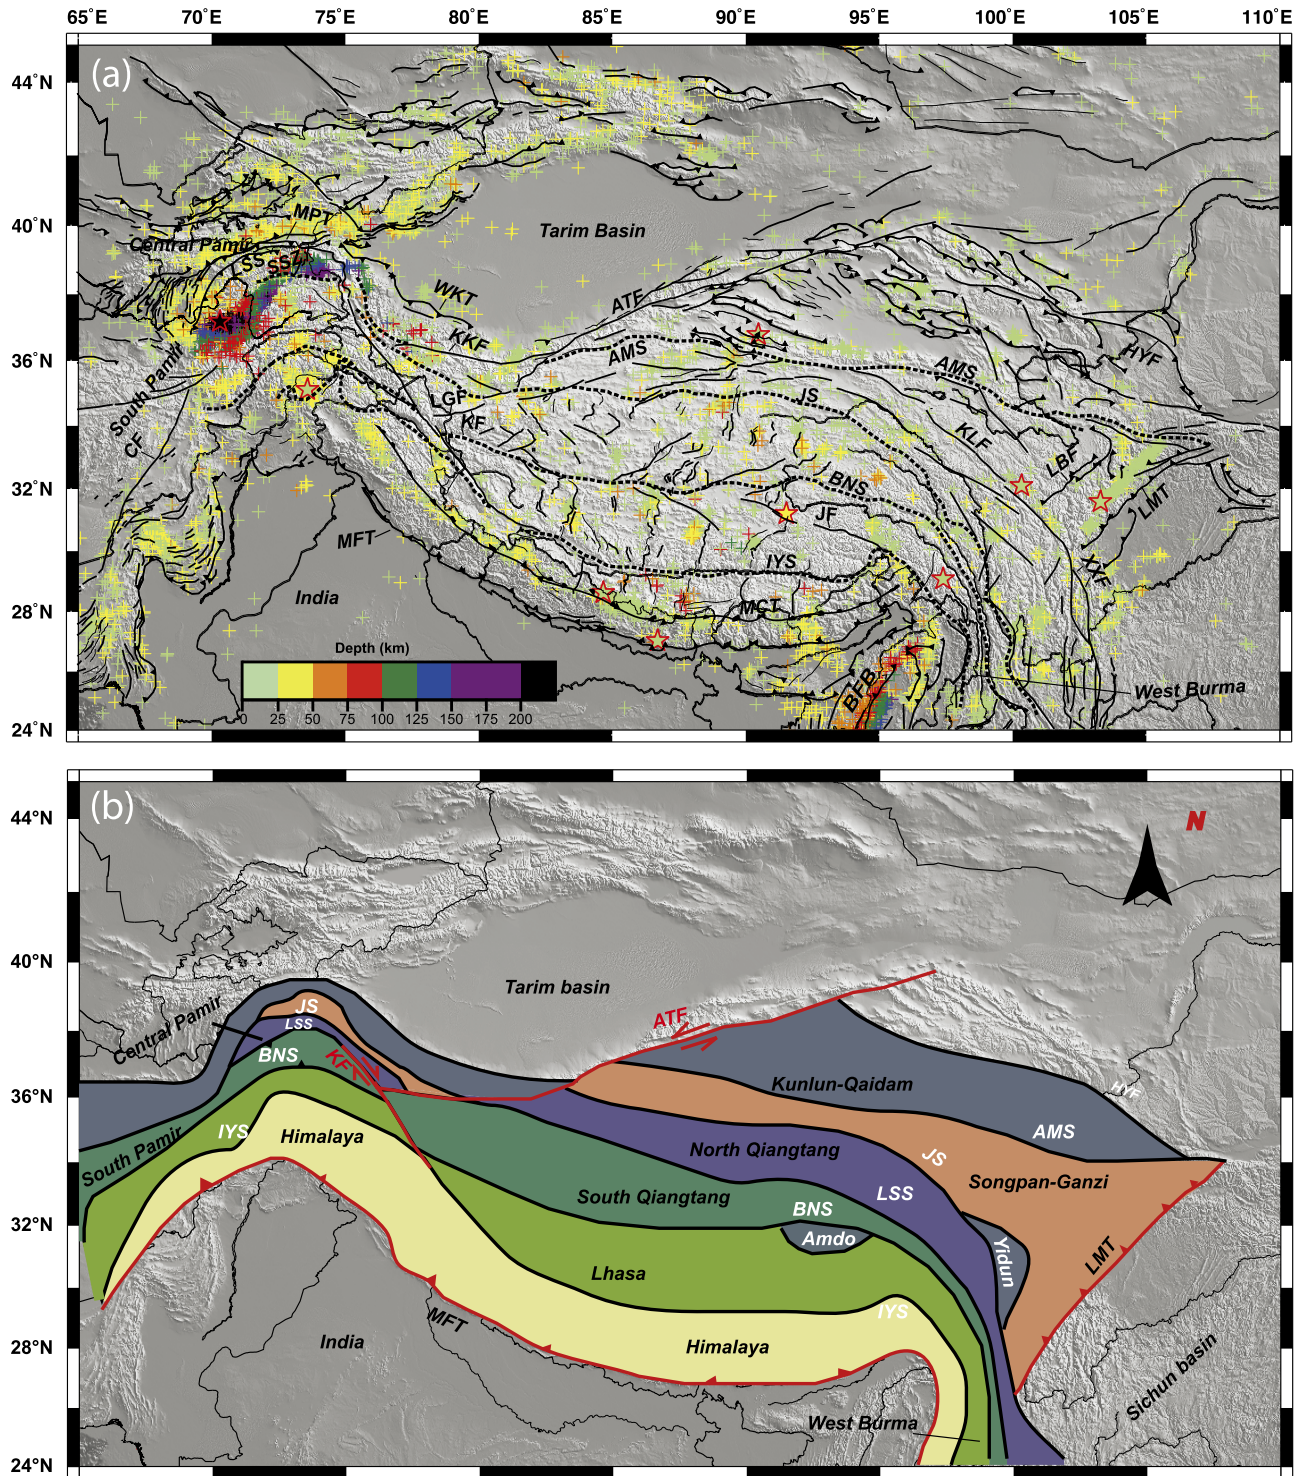 65°E 70°E 75°E 80°E 85°E 90°E 95°E 100°E 105°E 110°E
(a)
44°N
40°N
36°N
32°N
28°N
24°N
MPT
Central Pamir
LSS
SSZ
Tarim Basin
WKT
ATF
KKF
AMS
AMS
HYF
South Pamir
LGF
JS
CF
KF
KLF
LBF
BNS
LMT
JF
MFT
IYS
XXF
India
MCT
Depth (km)
0 25 50 75 100 125 150 175 200
BFB
West Burma
(b)
N
44°N
40°N
36°N
32°N
28°N
24°N
Tarim basin
Central Pamir
JS
LSS
ATF
BNS
KF
Kunlun-Qaidam
HYF
IYS
Himalaya
AMS
South Pamir
North Qiangtang
JS
Songpan-Ganzi
LSS
South Qiangtang
BNS
Amdo
Yidun
LMT
Lhasa
IYS
MFT
India
Himalaya
Sichun basin
West Burma